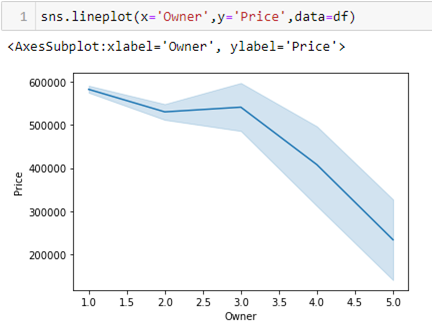 1 sns.lineplot(x='Owner',y='Price',data=df)
<AxesSubplot:xlabel='Owner', ylabel='Price'>
600000
500000
400000
300000
200000
Price
1.0 1.5 2.0 2.5 3.0 3.5 4.0 4.5 5.0
Owner